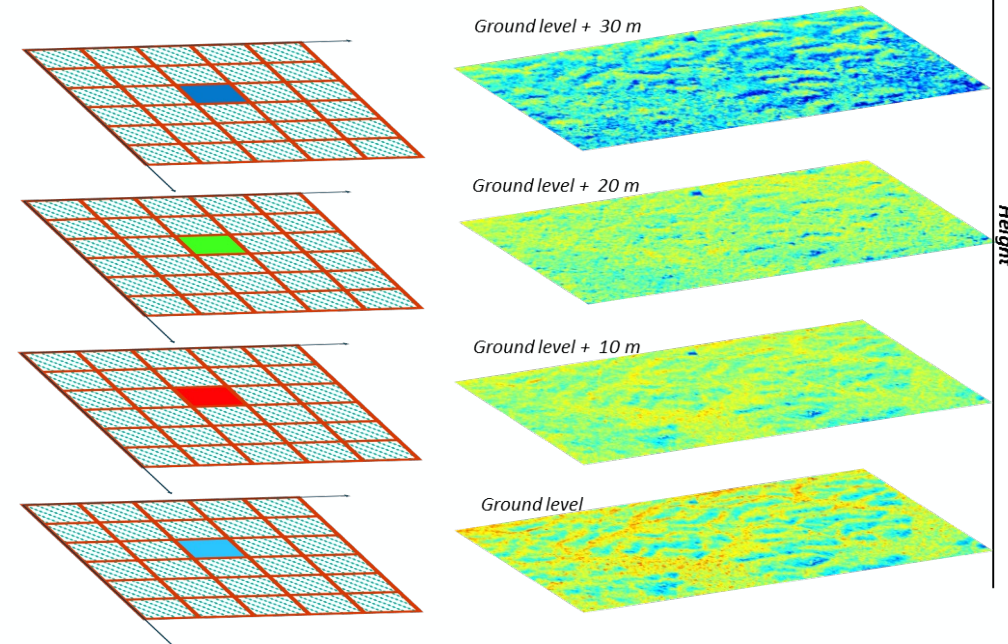 Ground level + 30 m
Ground level + 20 m
Height
Ground level + 10 m
Ground level